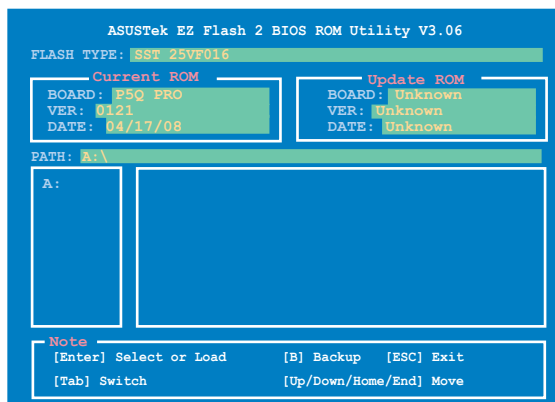 ASUSTek EZ Flash 2 BIOS ROM Utility V3.06
FLASH TYPE: SST 25VF016
Current ROM
BOARD: P5Q PRO
VER: 0121
DATE: 04/17/08
Update ROM
BOARD: Unknown
VER: Unknown
DATE: Unknown
PATH: A:\
A:
Note
[Enter] Select or Load [B] Backup [ESC] Exit
[Tab] Switch [Up/Down/Home/End] Move